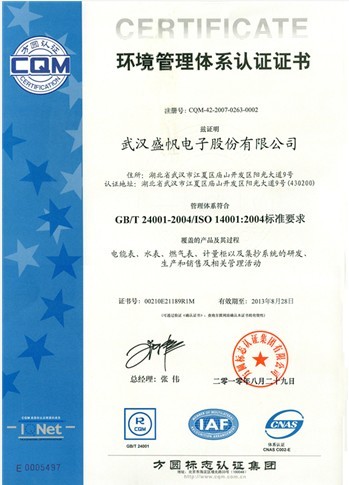 CERTIFICATE
方圆认证
CQM
CERTIFICATION
环境管理体系认证证书
注册号: CQM-42-2007-0263-0002
兹证明
武汉盛帆电子股份有限公司
住所: 湖北省武汉市江夏区庙山开发区阳光大道9号
认证地址: 湖北省武汉市江夏区庙山开发区阳光大道9号(430200)
管理体系符合
GB/T 24001-2004/ISO 14001:2004标准要求
覆盖的产品及其过程
电能表、水表、燃气表、计量柜以及集抄系统的研发、
生产和销售及相关管理活动
证书号: 00210E21189R1M 有效期至: 2013年8月28日
总经理: 张伟
二〇一〇年八月二十九日
IQNet
R
CQM
GB/T 24001
IAF
CNAS
体系认证
CNAS C002-E
E 0005497
方圆标志认证集团